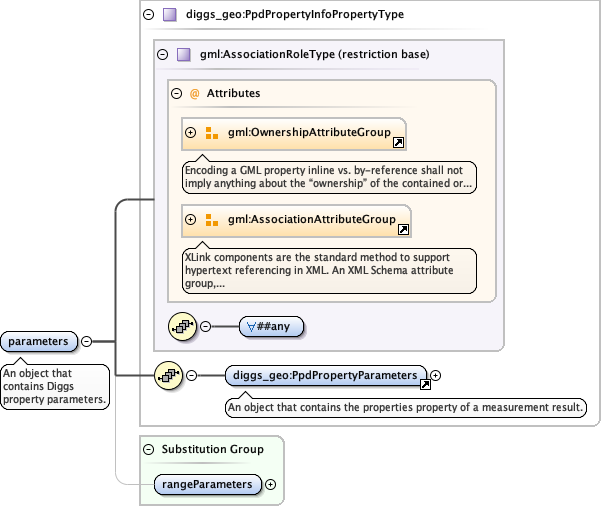 diggs_geo:PpdPropertyInfoPropertyType
gml:AssociationRoleType (restriction base)
@ Attributes
gml:OwnershipAttributeGroup
Encoding a GML property inline vs. by-reference shall not
imply anything about the “ownership” of the contained or...
gml:AssociationAttributeGroup
XLink components are the standard method to support
hypertext referencing in XML. An XML Schema attribute
group,...
∀##any
parameters
An object that
contains Diggs
property parameters.
diggs_geo:PpdPropertyParameters
An object that contains the properties property of a measurement result.
Substitution Group
rangeParameters